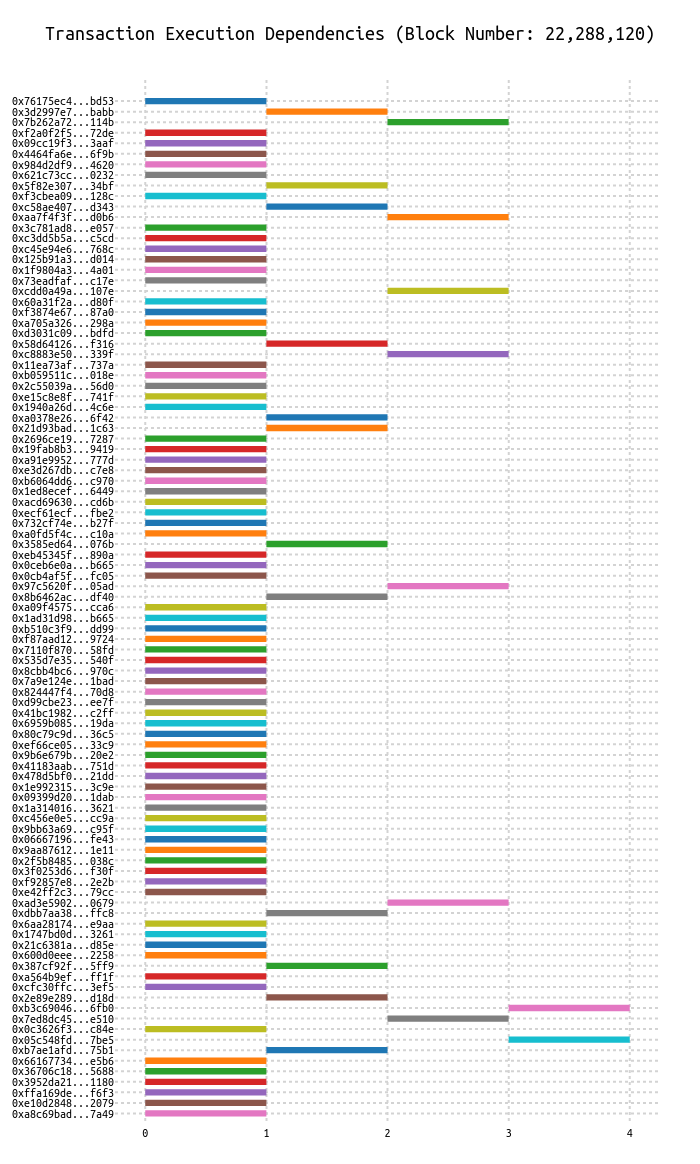 Transaction Execution Dependencies (Block Number: 22,288,120)
0x76175ec4...bd53
0x3d2997e7...babb
0x7b262a72...114b
0xf2a0f2f5...72de
0x09cc19f3...3aaf
0x4464fa6e...6f9b
0x984d2df9...4620
0x621c73cc...0232
0x5f82e307...34bf
0xf3cbea09...128c
0xc58ae407...d343
0xaa7f4f3f...d0b6
0x3c781ad8...e057
0xc3dd5b5a...c5cd
0xc45e94e6...768c
0x125b91a3...d014
0x1f9804a3...4a01
0x73eadfaf...c17e
0xcdd0a49a...107e
0x60a31f2a...d80f
0xf3874e67...87a0
0xa705a326...298a
0xd3031c09...bdfd
0x58d64126...f316
0xc8883e50...339f
0x11ea73af...737a
0xb059511c...018e
0x2c55039a...56d0
0xe15c8e8f...741f
0x1940a26d...4c6e
0xa0378e26...6f42
0x21d93bad...1c63
0x2696ce19...7287
0x19fab8b3...9419
0xa91e9952...777d
0xe3d267db...c7e8
0xb6064dd6...c970
0x1ed8ecef...6449
0xacd69630...cd6b
0xecf61ecf...fbe2
0x732cf74e...b27f
0xa0fd5f4c...c10a
0x3585ed64...076b
0xeb45345f...890a
0x0ceb6e0a...b665
0x0cb4af5f...fc05
0x97c5620f...05ad
0x8b6462ac...df40
0xa09f4575...cca6
0x1ad31d98...b665
0xb510c3f9...dd99
0xf87aad12...9724
0x7110f870...58fd
0x535d7e35...540f
0x8cbb4bc6...970c
0x7a9e124e...1bad
0x824447f4...70d8
0xd99cbe23...ee7f
0x41bc1982...c2ff
0x6959b085...19da
0x80c79c9d...36c5
0xef66ce05...33c9
0x9b6e679b...20e2
0x41183aab...751d
0x478d5bf0...21dd
0x1e992315...3c9e
0x09399d20...1dab
0x1a314016...3621
0xc456e0e5...cc9a
0x9bb63a69...c95f
0x06667196...fe43
0x9aa87612...1e11
0x2f5b8485...038c
0x3f0253d6...f30f
0xf92857e8...2e2b
0xe42ff2c3...79cc
0xad3e5902...0679
0xdbb7aa38...ffc8
0x6aa28174...e9aa
0x1747bd0d...3261
0x21c6381a...d85e
0x600d0eee...2258
0x387cf92f...5ff9
0xa564b9ef...ff1f
0xcfc30ffc...3ef5
0x2e89e289...d18d
0xb3c69046...6fb0
0x7ed8dc45...e510
0x0c3626f3...c84e
0x05c548fd...7be5
0xb7ae1afd...75b1
0x66167734...e5b6
0x36706c18...5688
0x3952da21...1180
0xffa169de...f6f3
0xe10d2848...2079
0xa8c69bad...7a49
0 1 2 3 4